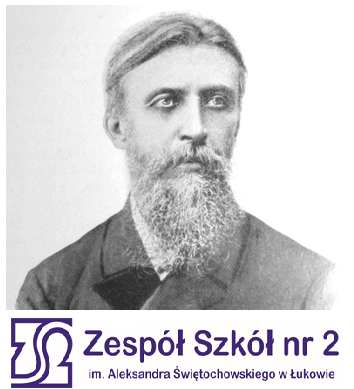 Zespół Szkół nr 2
im. Aleksandra Świętochowskiego w Łukowie